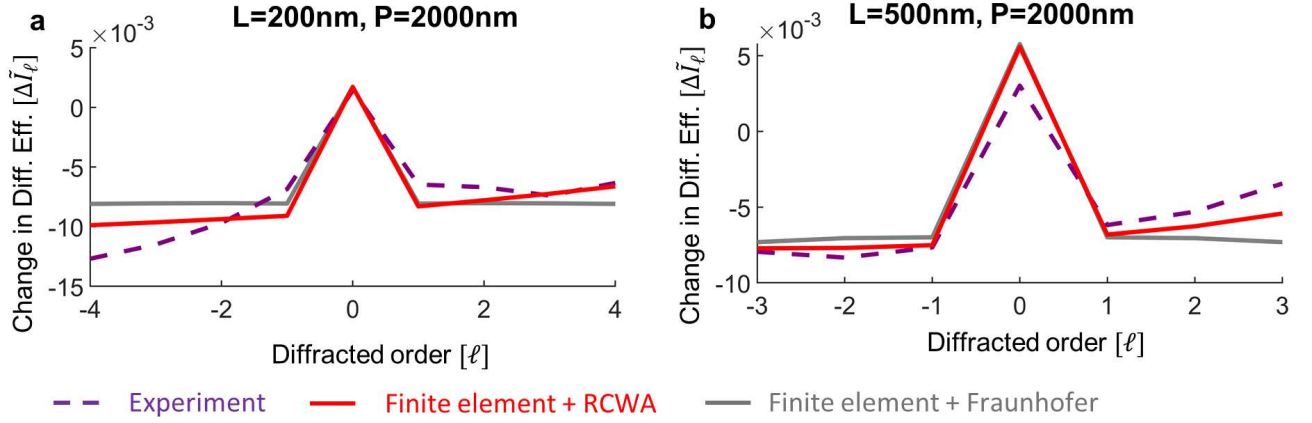 a
L=200nm, P=2000nm
×10⁻³
5
0
-5
-10
-15
-4
-2
0
2
4
Change in Diff. Eff. [ΔĨ_ℓ]
Diffracted order [ℓ]
b
L=500nm, P=2000nm
×10⁻³
5
0
-5
-10
-3
-2
-1
0
1
2
3
Change in Diff. Eff. [ΔĨ_ℓ]
Diffracted order [ℓ]
Experiment
Finite element + RCWA
Finite element + Fraunhofer